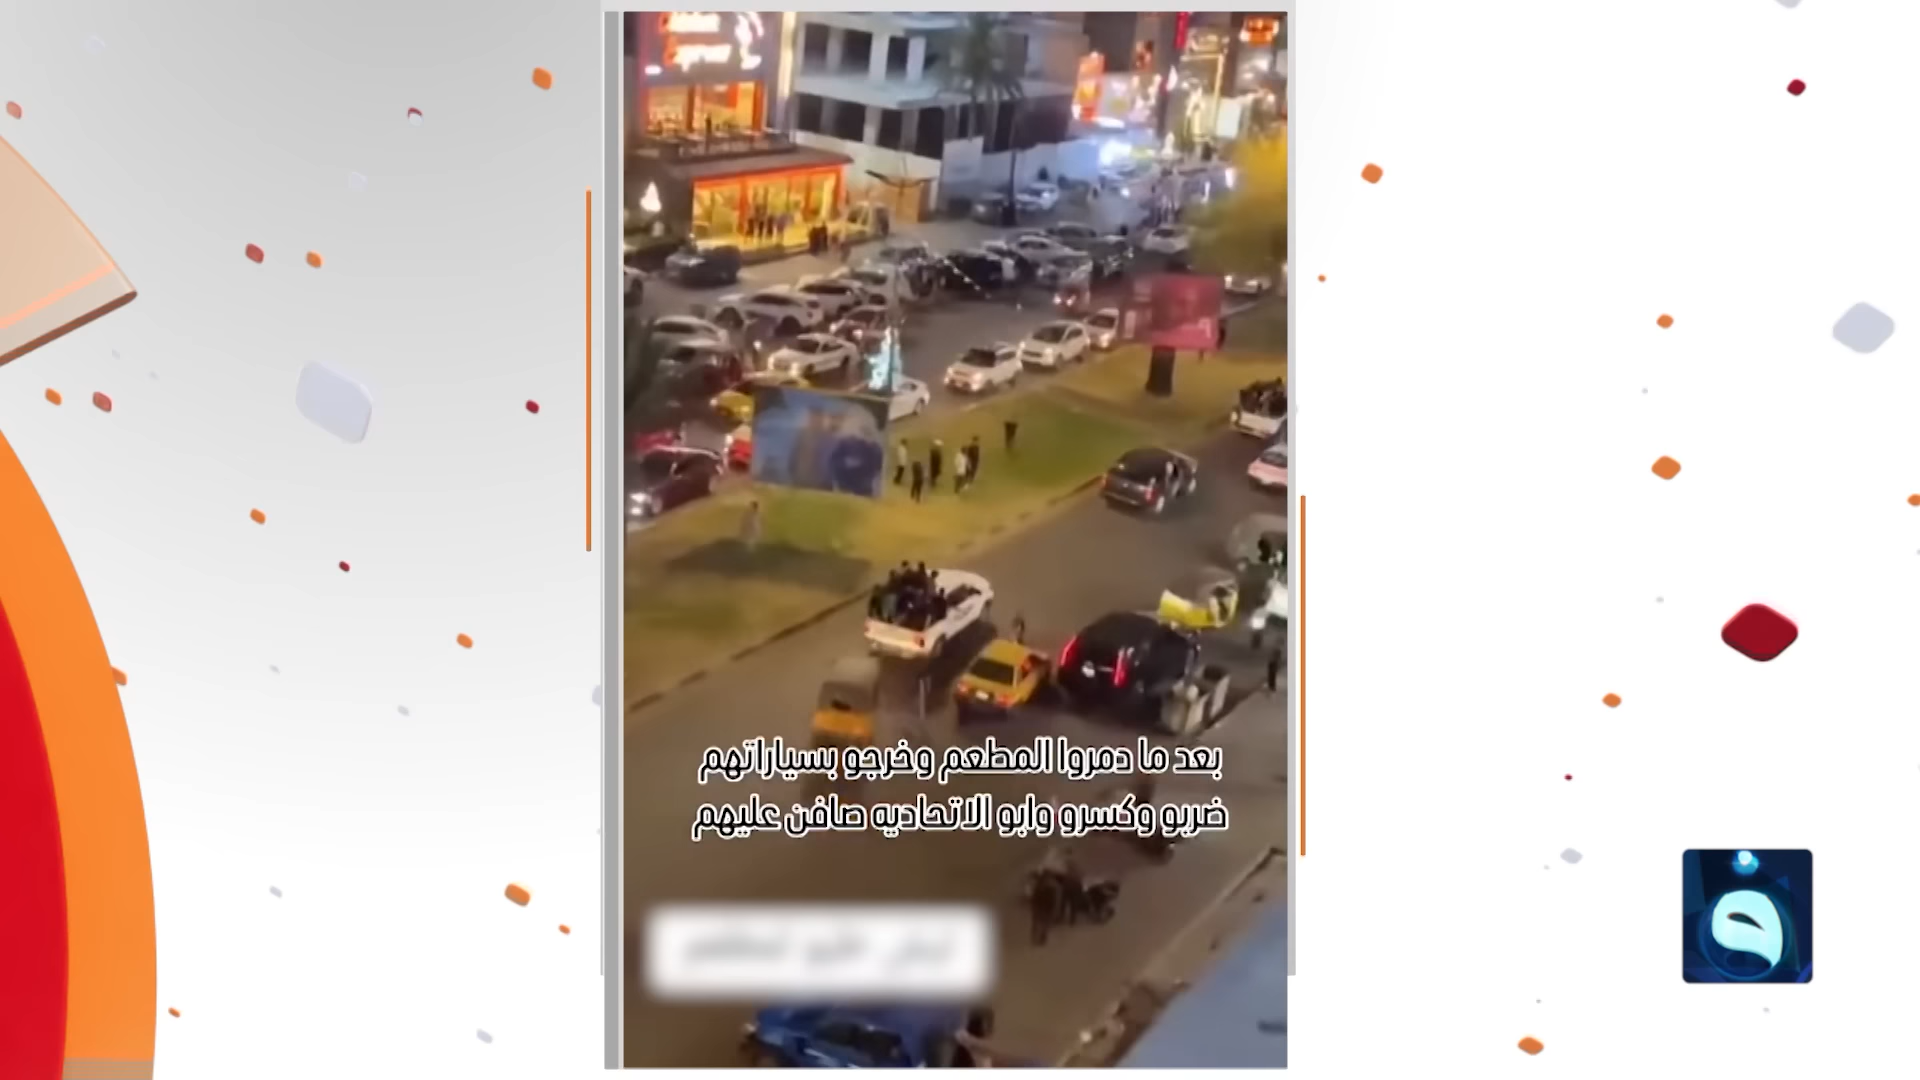 بعد ما دمروا المطعم وخرجو بسياراتهم
ضربو وكسرو وابو الاتحاديه صافن عليهم